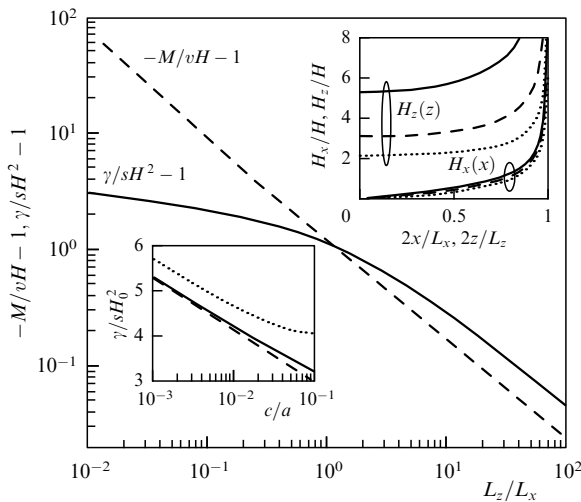 10²
10¹
10⁰
10⁻¹
−M/vH − 1, γ/sH² − 1
−M/vH − 1
γ/sH² − 1
10⁻² 10⁻¹ 10⁰ 10¹ 10²
L_z/L_x
8
6
4
2
H_x/H, H_z/H
H_z(z)
H_x(x)
0 0.5 1
2x/L_x, 2z/L_z
6
5
4
3
γ/sH₀²
10⁻³ 10⁻² 10⁻¹
c/a